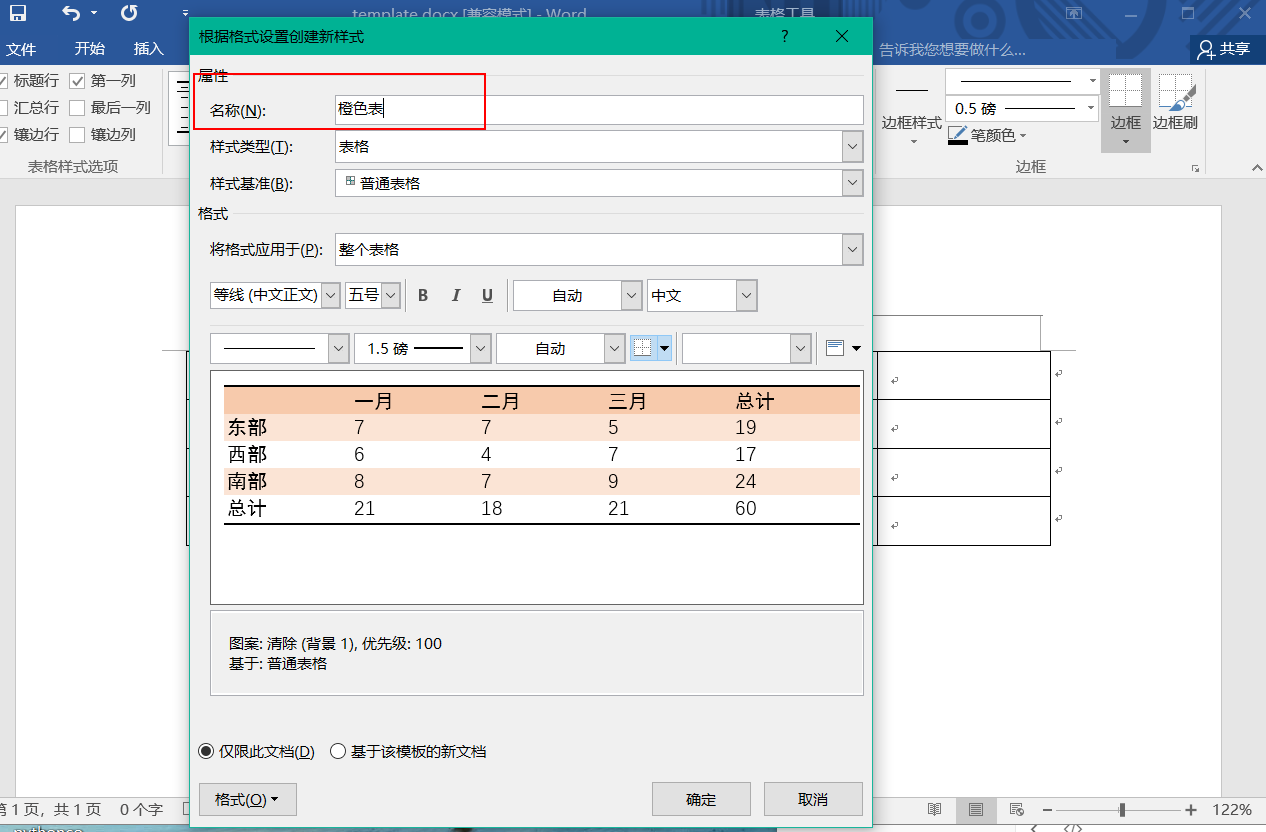 template.docx [兼容模式] - Word
表格工具
文件 开始 插入
告诉我您想要做什么...
共享
标题行 第一列
汇总行 最后一列
镶边行 镶边列
表格样式选项
边框样式
0.5 磅
笔颜色
边框
边框刷
边框
根据格式设置创建新样式
?
属性
名称(N): 橙色表
样式类型(T): 表格
样式基准(B): 普通表格
格式
将格式应用于(P): 整个表格
等线 (中文正文) 五号 B I U 自动 中文
1.5 磅 自动
一月 二月 三月 总计
东部 7 7 5 19
西部 6 4 7 17
南部 8 7 9 24
总计 21 18 21 60
图案: 清除 (背景 1), 优先级: 100
基于: 普通表格
仅限此文档(D) 基于该模板的新文档
格式(O) 确定 取消
第 1 页，共 1 页 0 个字
122%